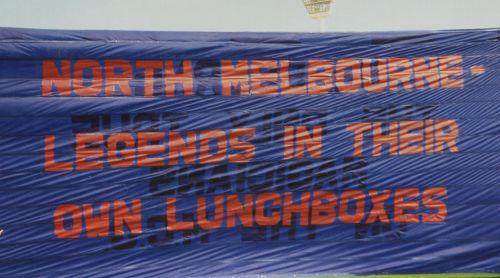 NORTH MELBOURNE-
LEGENDS IN THEIR
OWN LUNCHBOXES